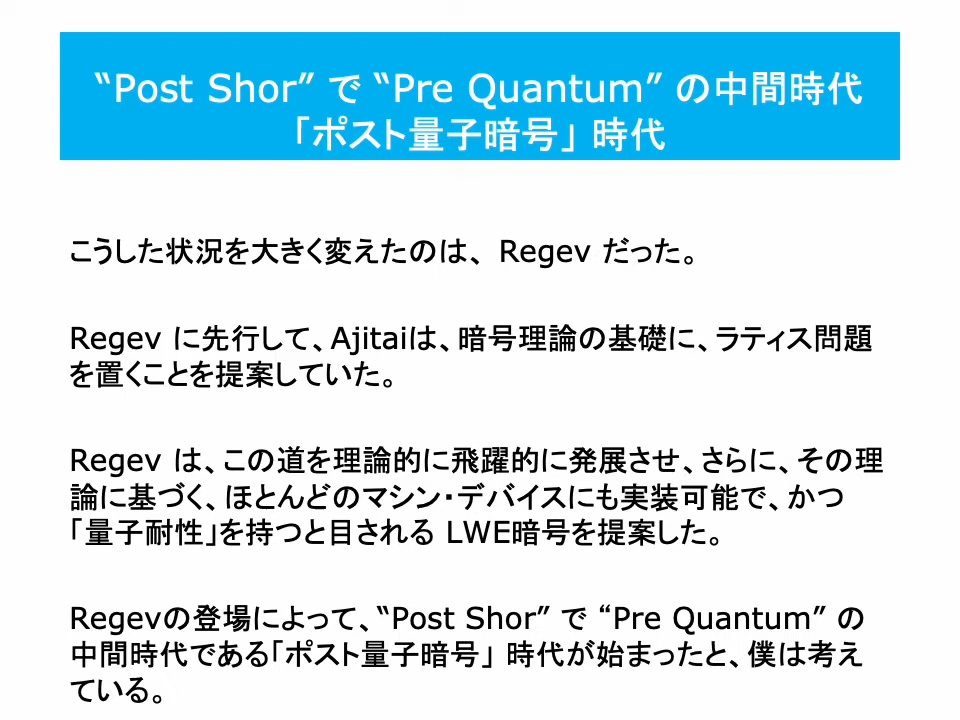 “Post Shor” で “Pre Quantum” の中間時代
「ポスト量子暗号」 時代
こうした状況を大きく変えたのは、 Regev だった。
Regev に先行して、Ajitaiは、暗号理論の基礎に、ラティス問題
を置くことを提案していた。
Regev は、この道を理論的に飛躍的に発展させ、さらに、その理
論に基づく、ほとんどのマシン・デバイスにも実装可能で、かつ
「量子耐性」を持つと目される LWE暗号を提案した。
Regevの登場によって、“Post Shor” で “Pre Quantum” の
中間時代である「ポスト量子暗号」 時代が始まったと、僕は考え
ている。